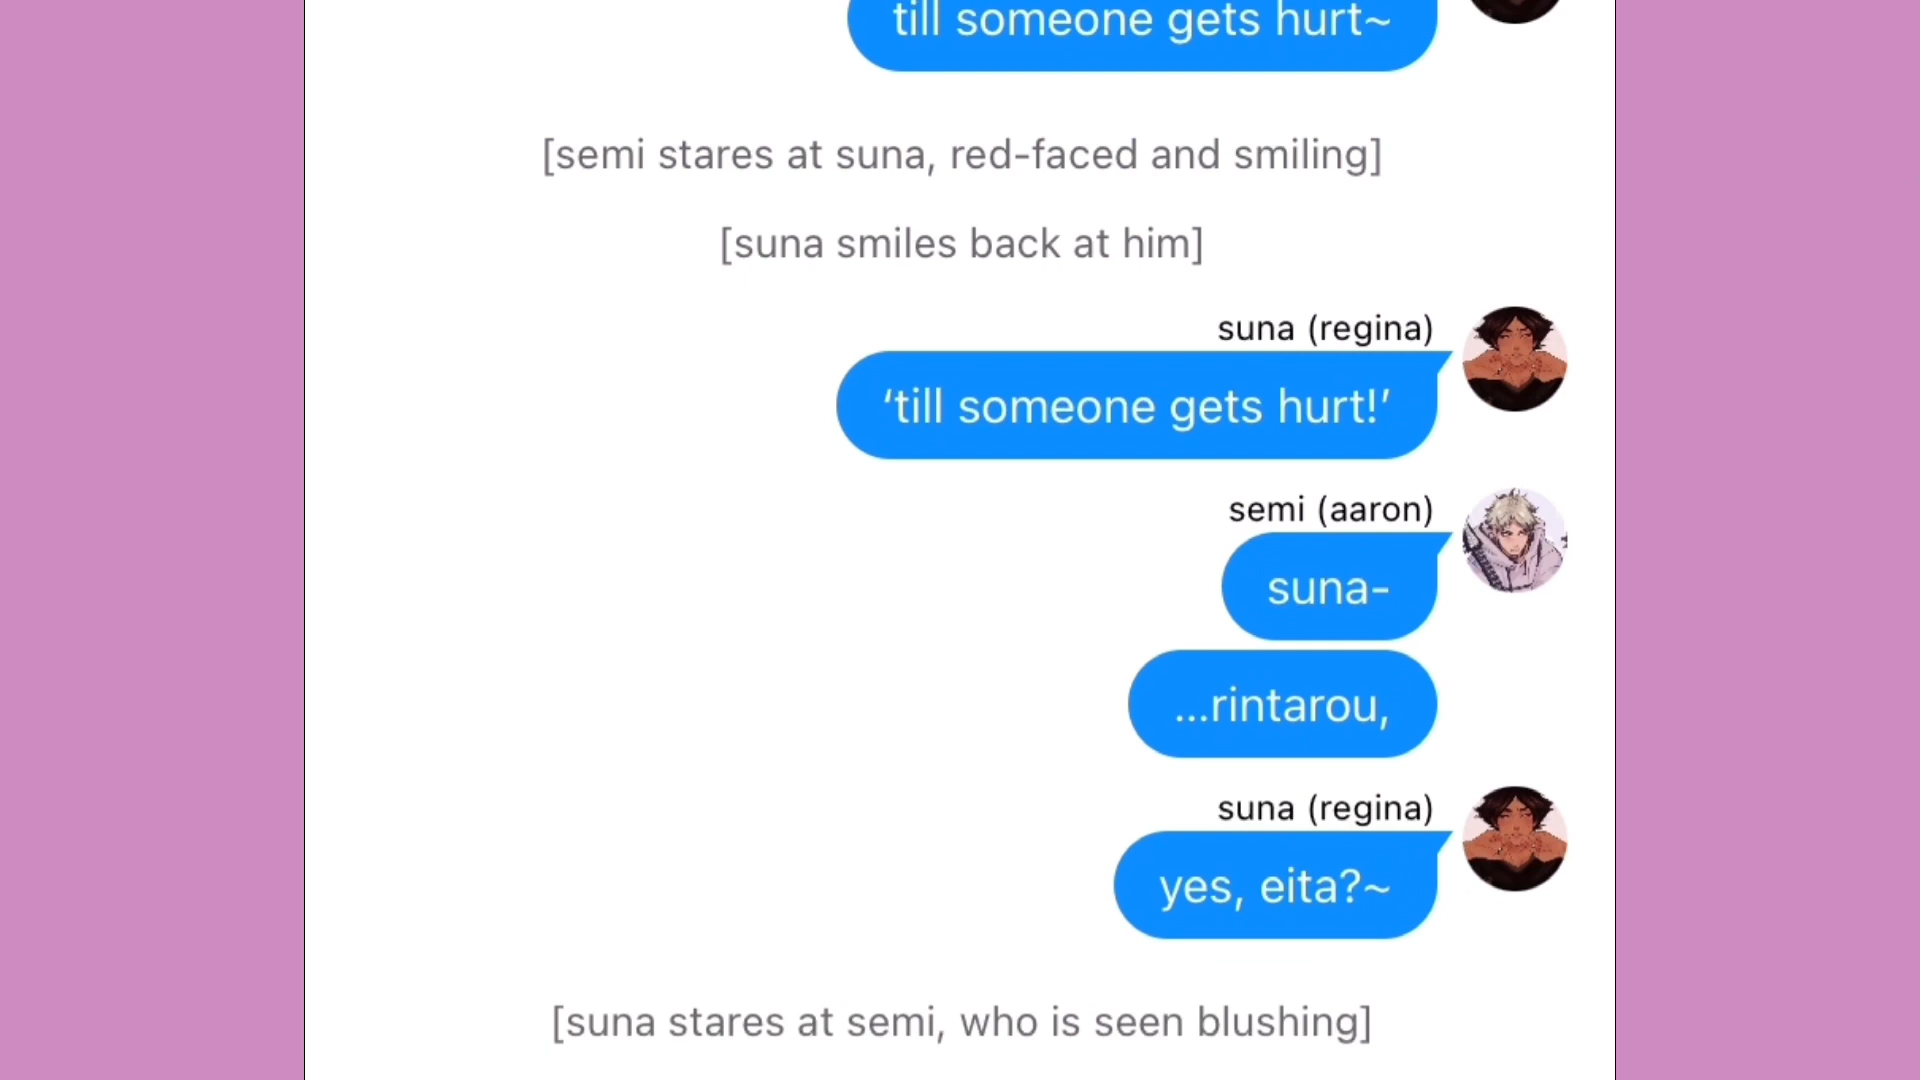 till someone gets hurt~
[semi stares at suna, red-faced and smiling]
[suna smiles back at him]
suna (regina)
‘till someone gets hurt!’
semi (aaron)
suna-
...rintarou,
suna (regina)
yes, eita?~
[suna stares at semi, who is seen blushing]